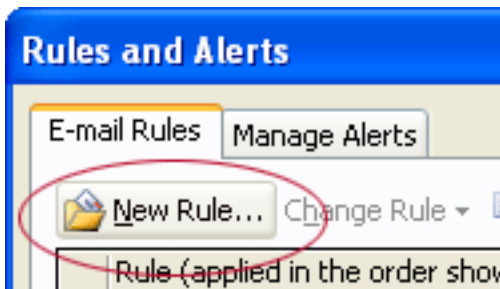 Rules and Alerts
E-mail Rules Manage Alerts
New Rule... Change Rule
Rule (applied in the order show